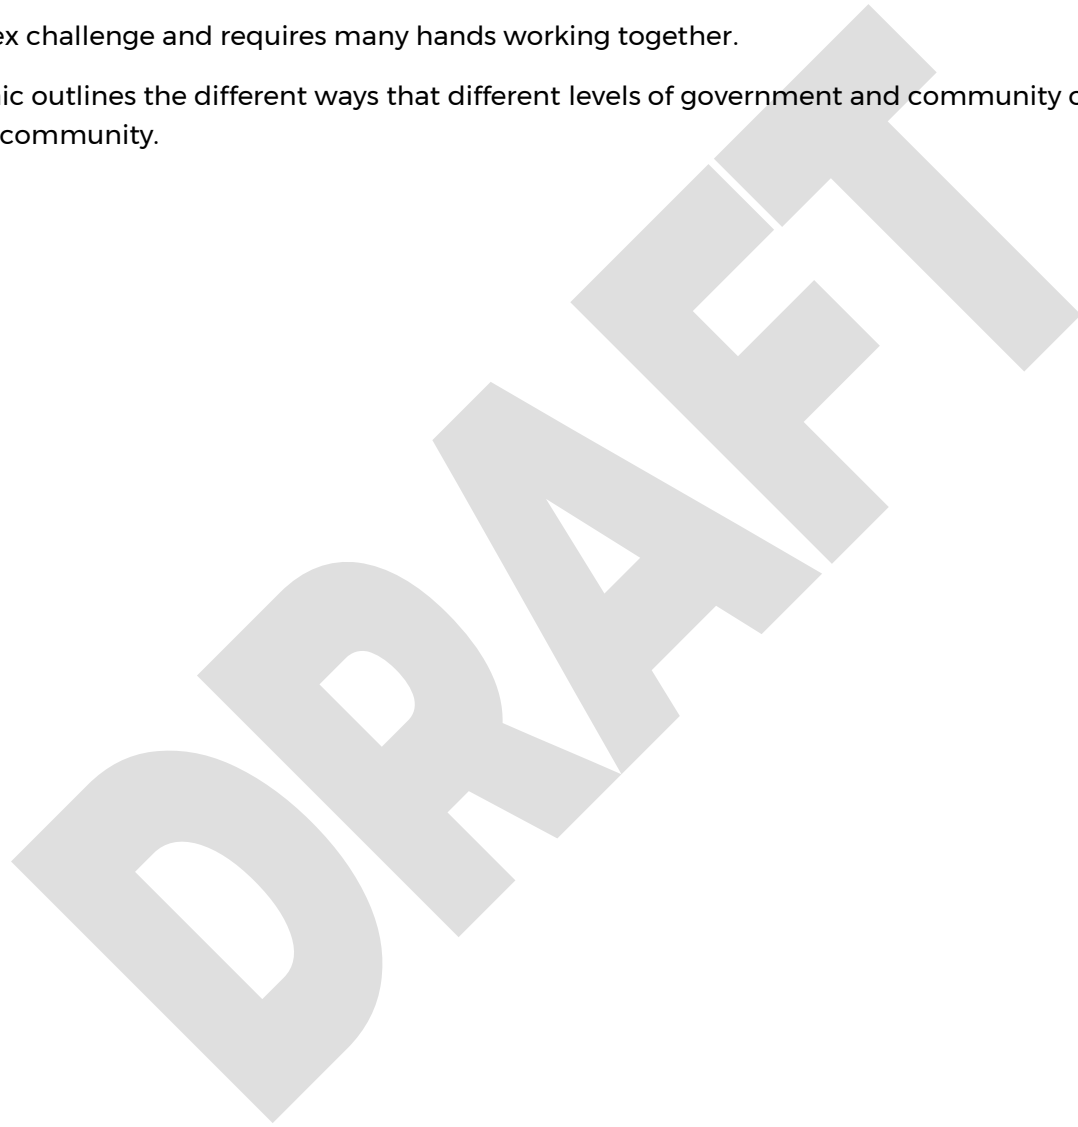 ex challenge and requires many hands working together.
ic outlines the different ways that different levels of government and community
community.
DRAFT